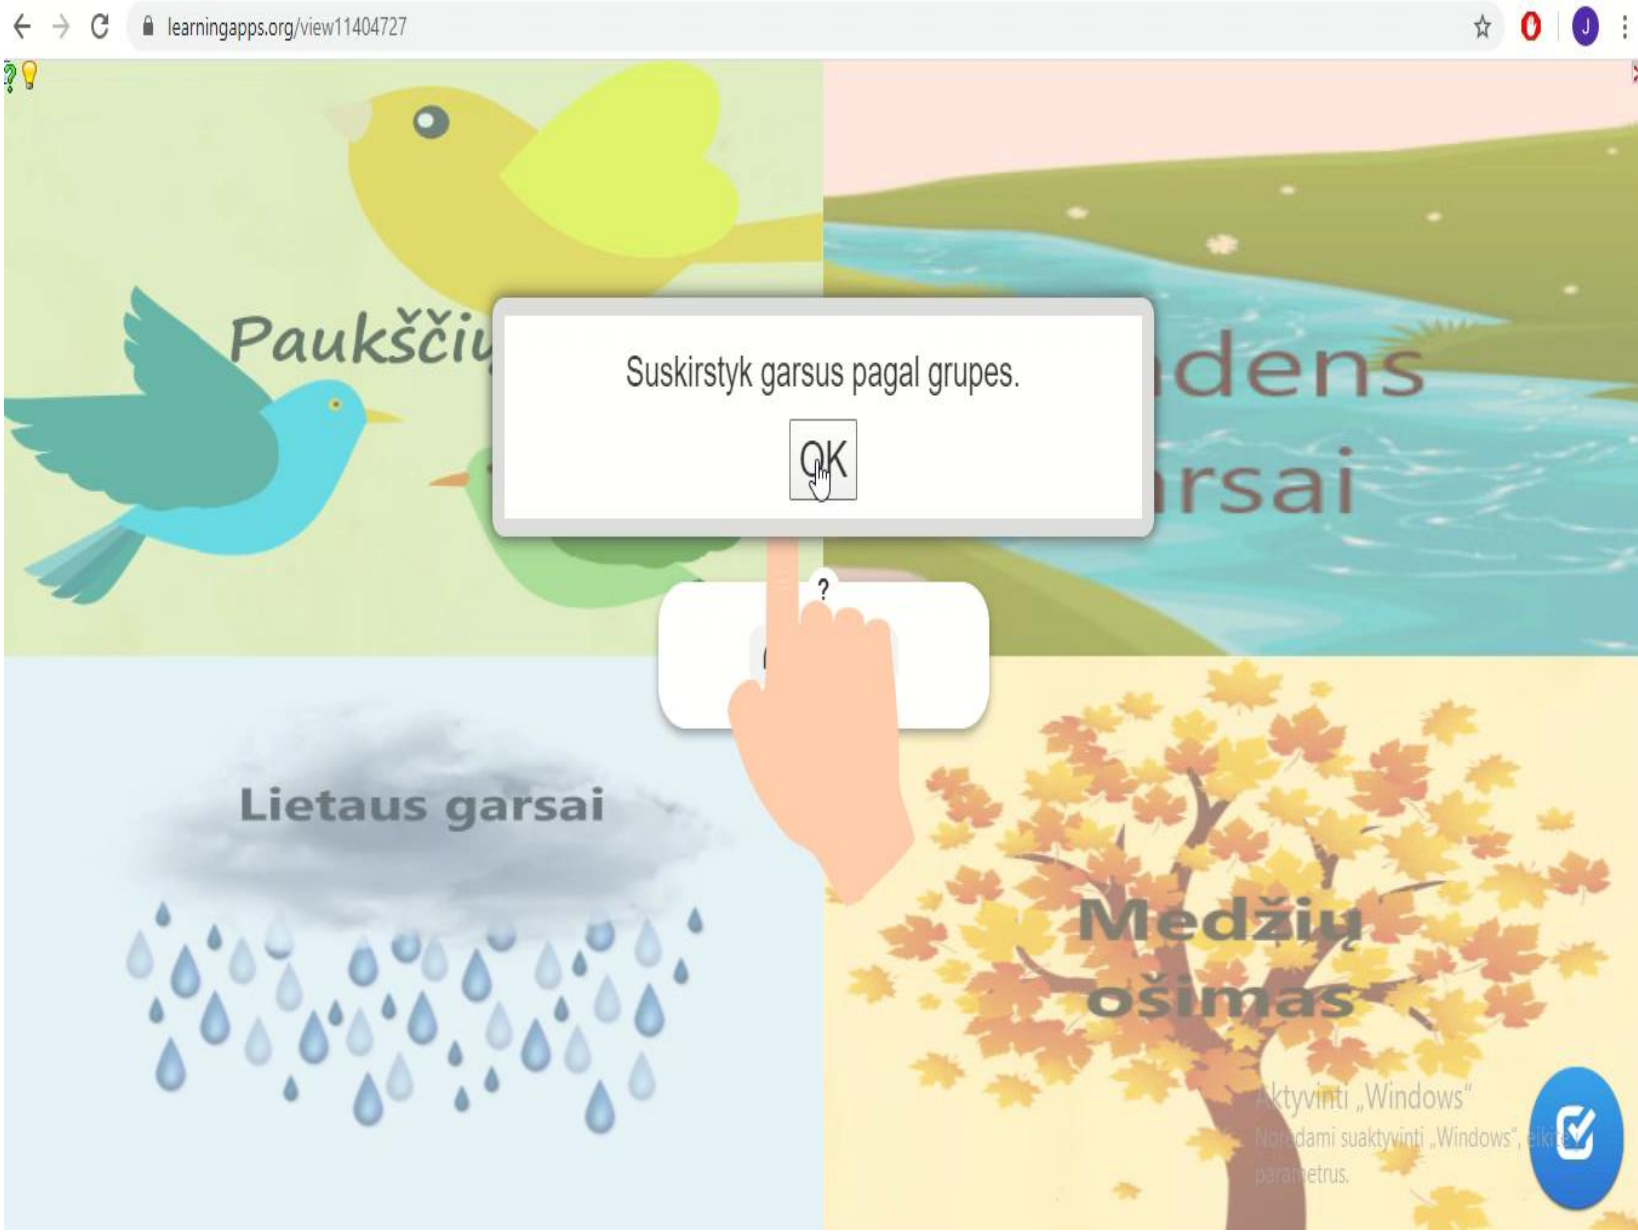 learningapps.org/view11404727
J
Paukščių
dens
rsai
Suskirstyk garsus pagal grupes.
OK
?
Lietaus garsai
Medžių
ošimas
Aktyvinti „Windows“
Norėdami suaktyvinti „Windows“, eikite į
parametrus.